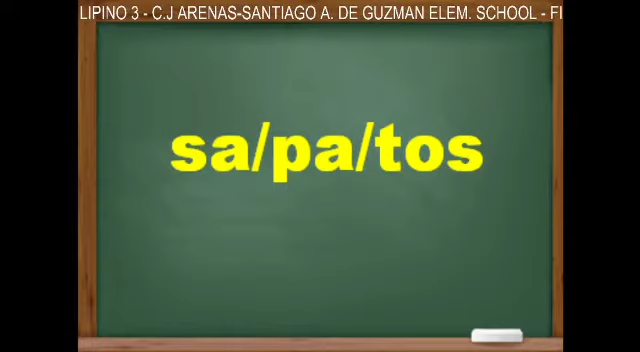 LIPINO 3 - C.J ARENAS-SANTIAGO A. DE GUZMAN ELEM. SCHOOL - FI
sa/pa/tos